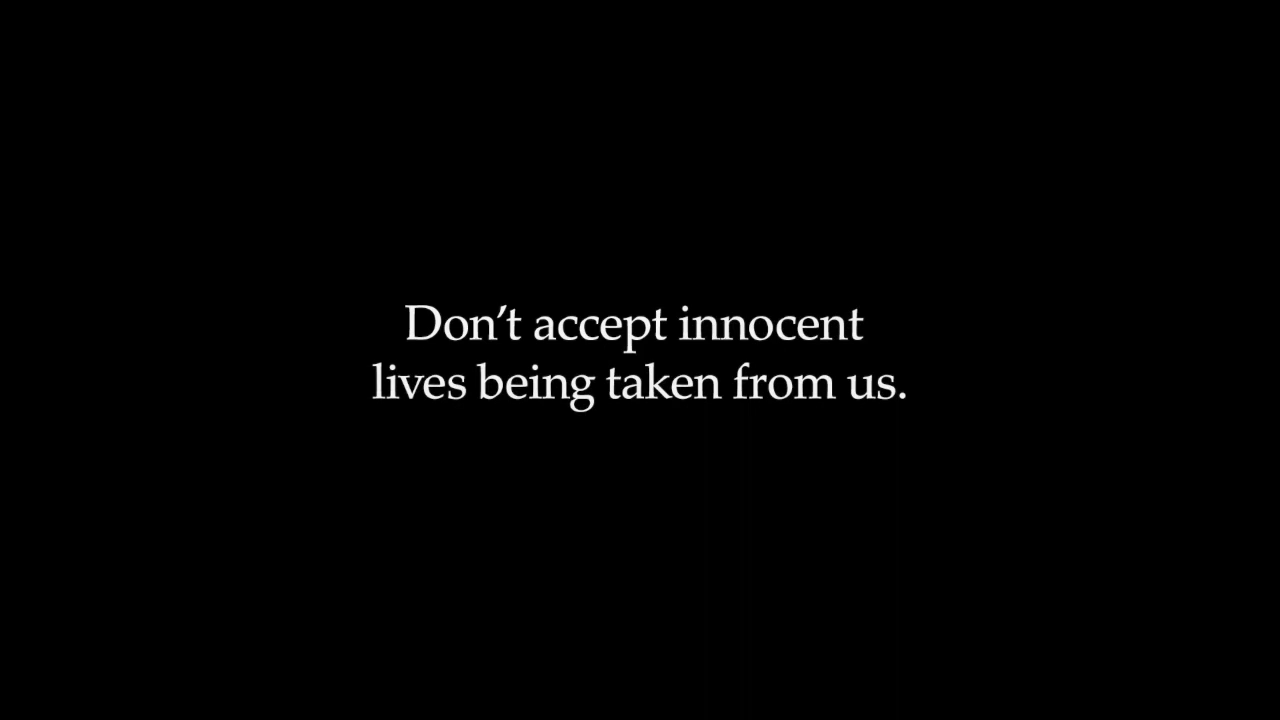 Don’t accept innocent
lives being taken from us.